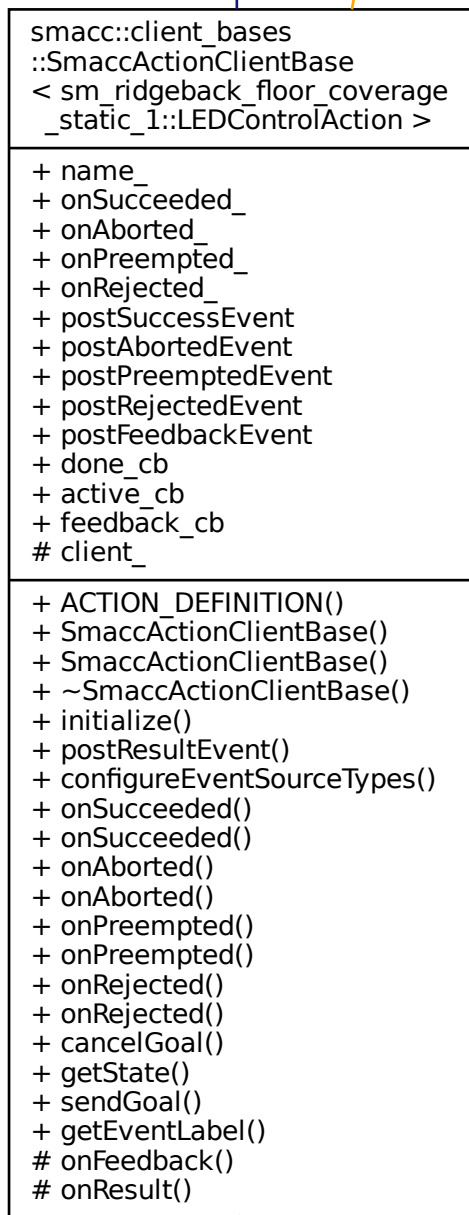 smacc::client_bases
::SmaccActionClientBase
< sm_ridgeback_floor_coverage
_static_1::LEDControlAction >
+ name_
+ onSucceeded_
+ onAborted_
+ onPreempted_
+ onRejected_
+ postSuccessEvent
+ postAbortedEvent
+ postPreemptedEvent
+ postRejectedEvent
+ postFeedbackEvent
+ done_cb
+ active_cb
+ feedback_cb
# client_
+ ACTION_DEFINITION()
+ SmaccActionClientBase()
+ SmaccActionClientBase()
+ ~SmaccActionClientBase()
+ initialize()
+ postResultEvent()
+ configureEventSourceTypes()
+ onSucceeded()
+ onSucceeded()
+ onAborted()
+ onAborted()
+ onPreempted()
+ onPreempted()
+ onRejected()
+ onRejected()
+ cancelGoal()
+ getState()
+ sendGoal()
+ getEventLabel()
# onFeedback()
# onResult()